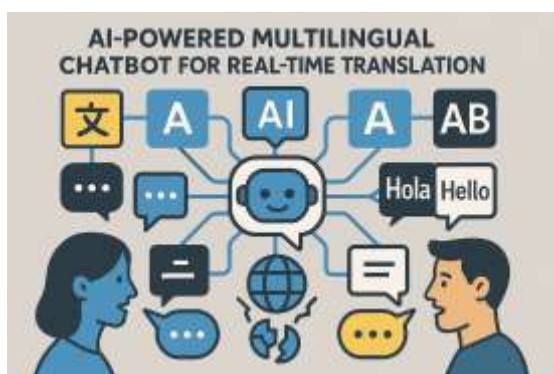 AI-POWERED MULTILINGUAL
CHATBOT FOR REAL-TIME TRANSLATION
文 A AI A AB
Hola Hello